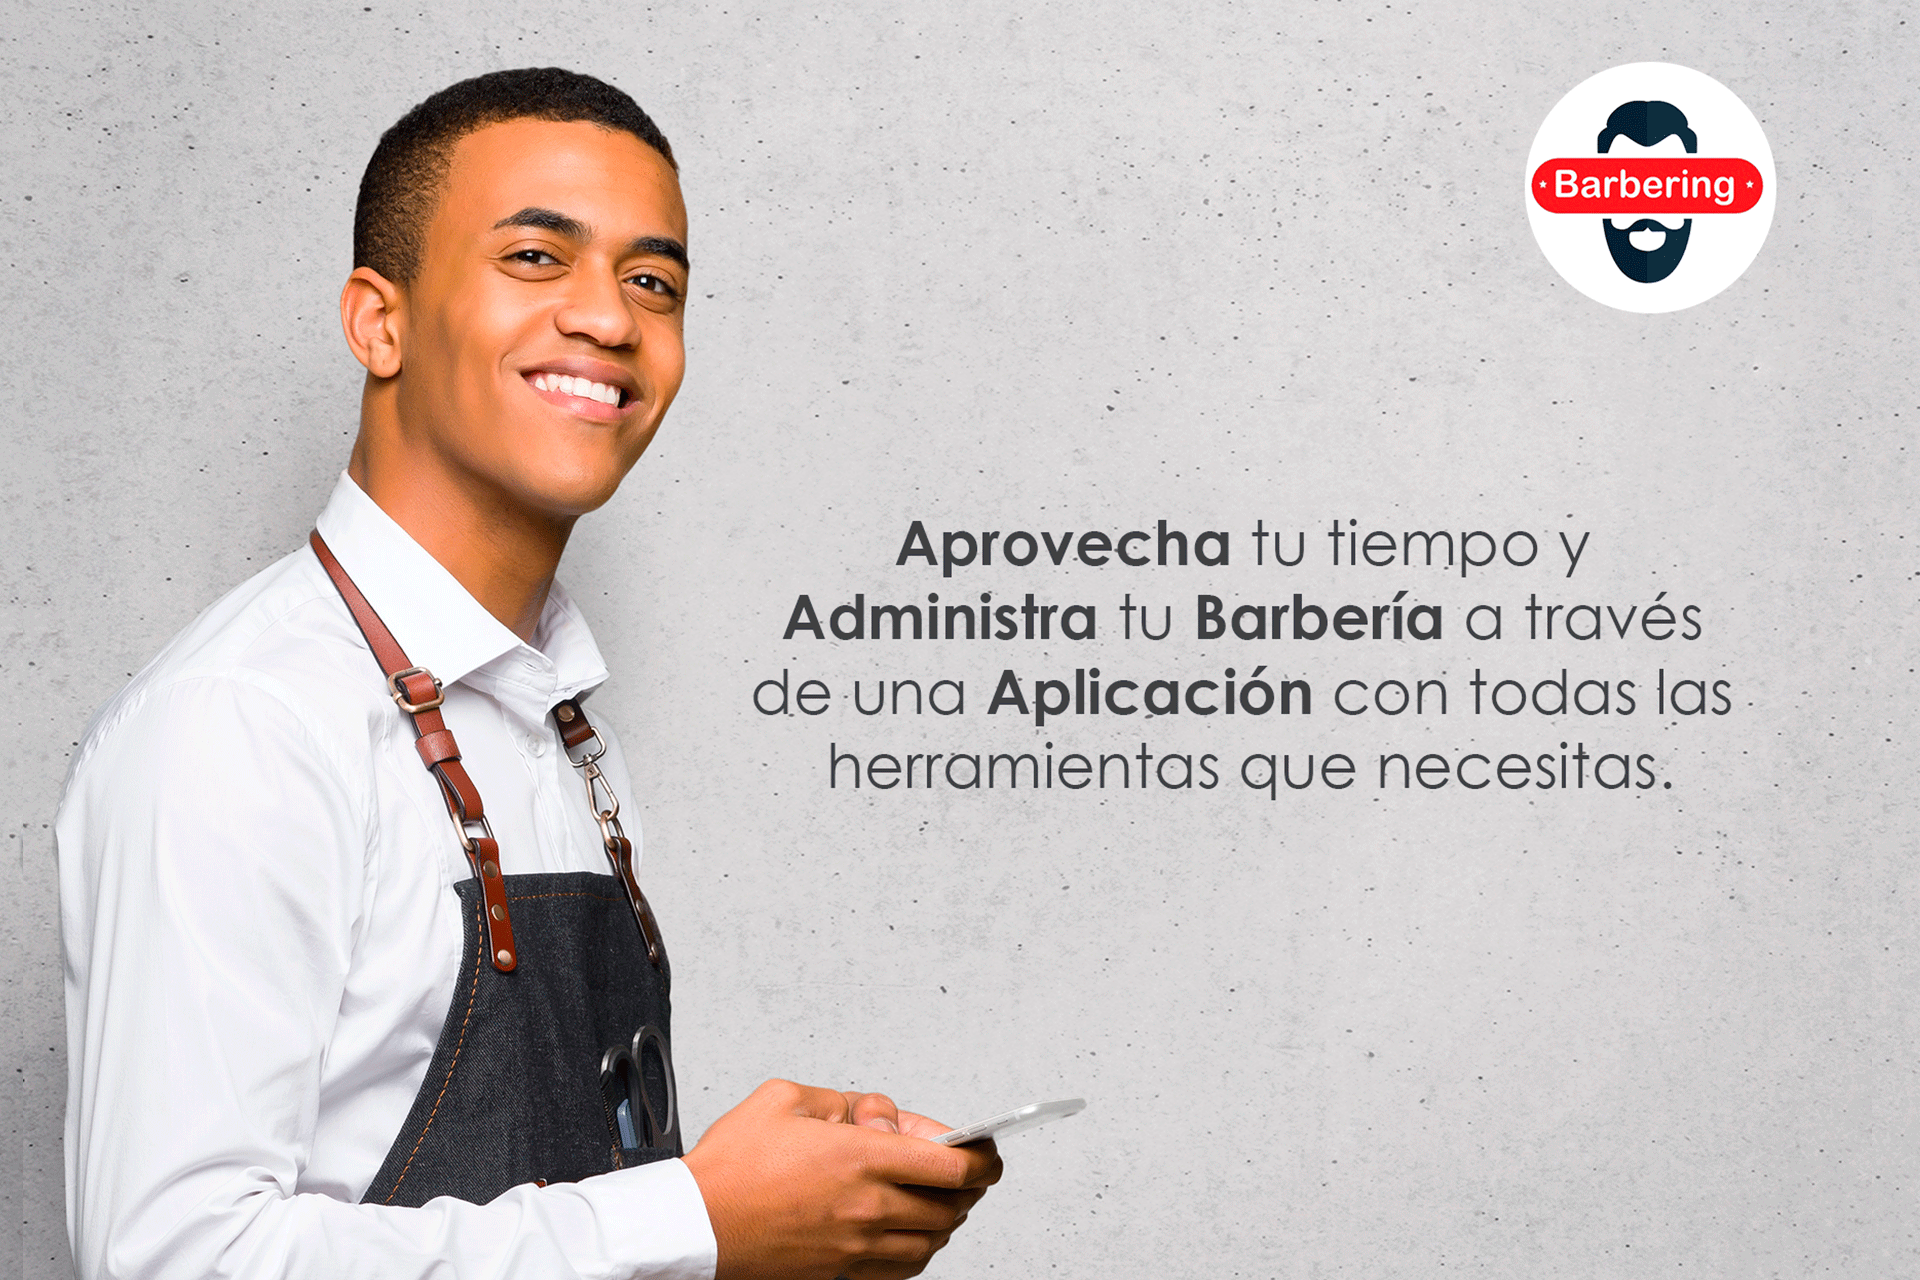 Barbering
Aprovecha tu tiempo y
Administra tu Barbería a través
de una Aplicación con todas las
herramientas que necesitas.